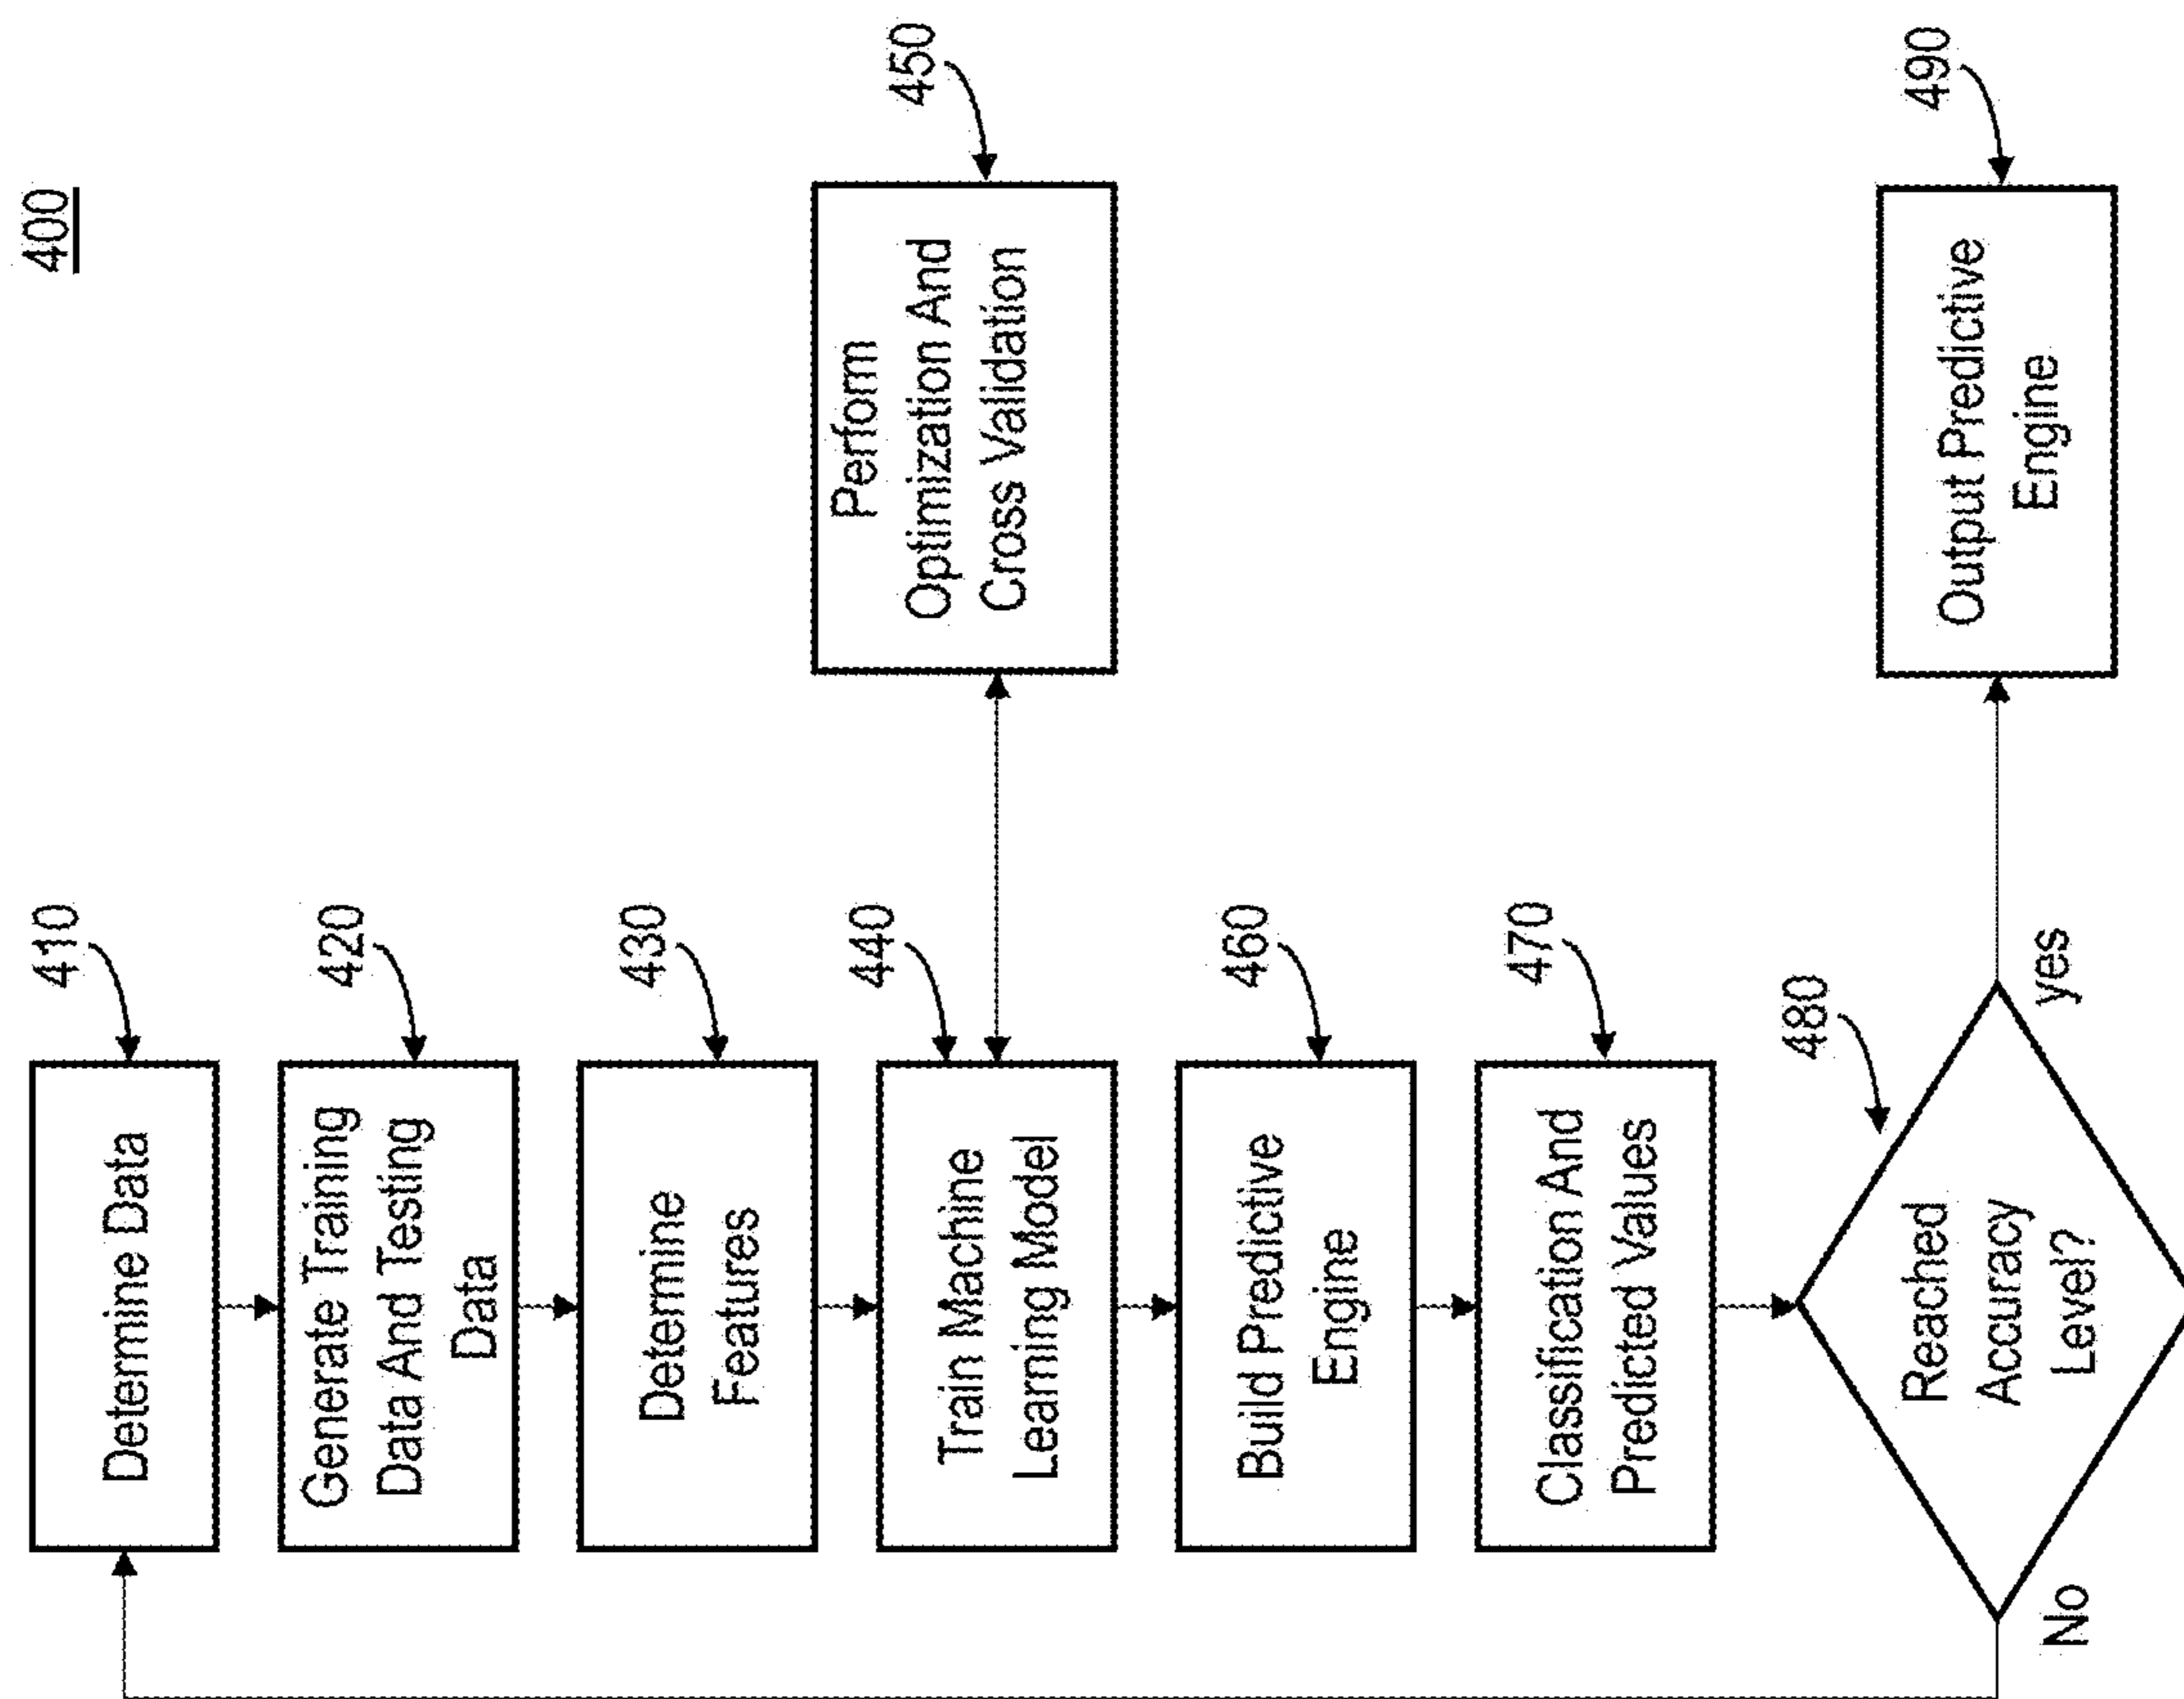 400
410
Determine Data
420
Generate Training
Data And Testing
Data
430
Determine
Features
440
Train Machine
Learning Model
450
Perform
Optimization And
Cross Validation
460
Build Predictive
Engine
470
Classification And
Predicted Values
480
Reached
Accuracy
Level?
No
yes
490
Output Predictive
Engine